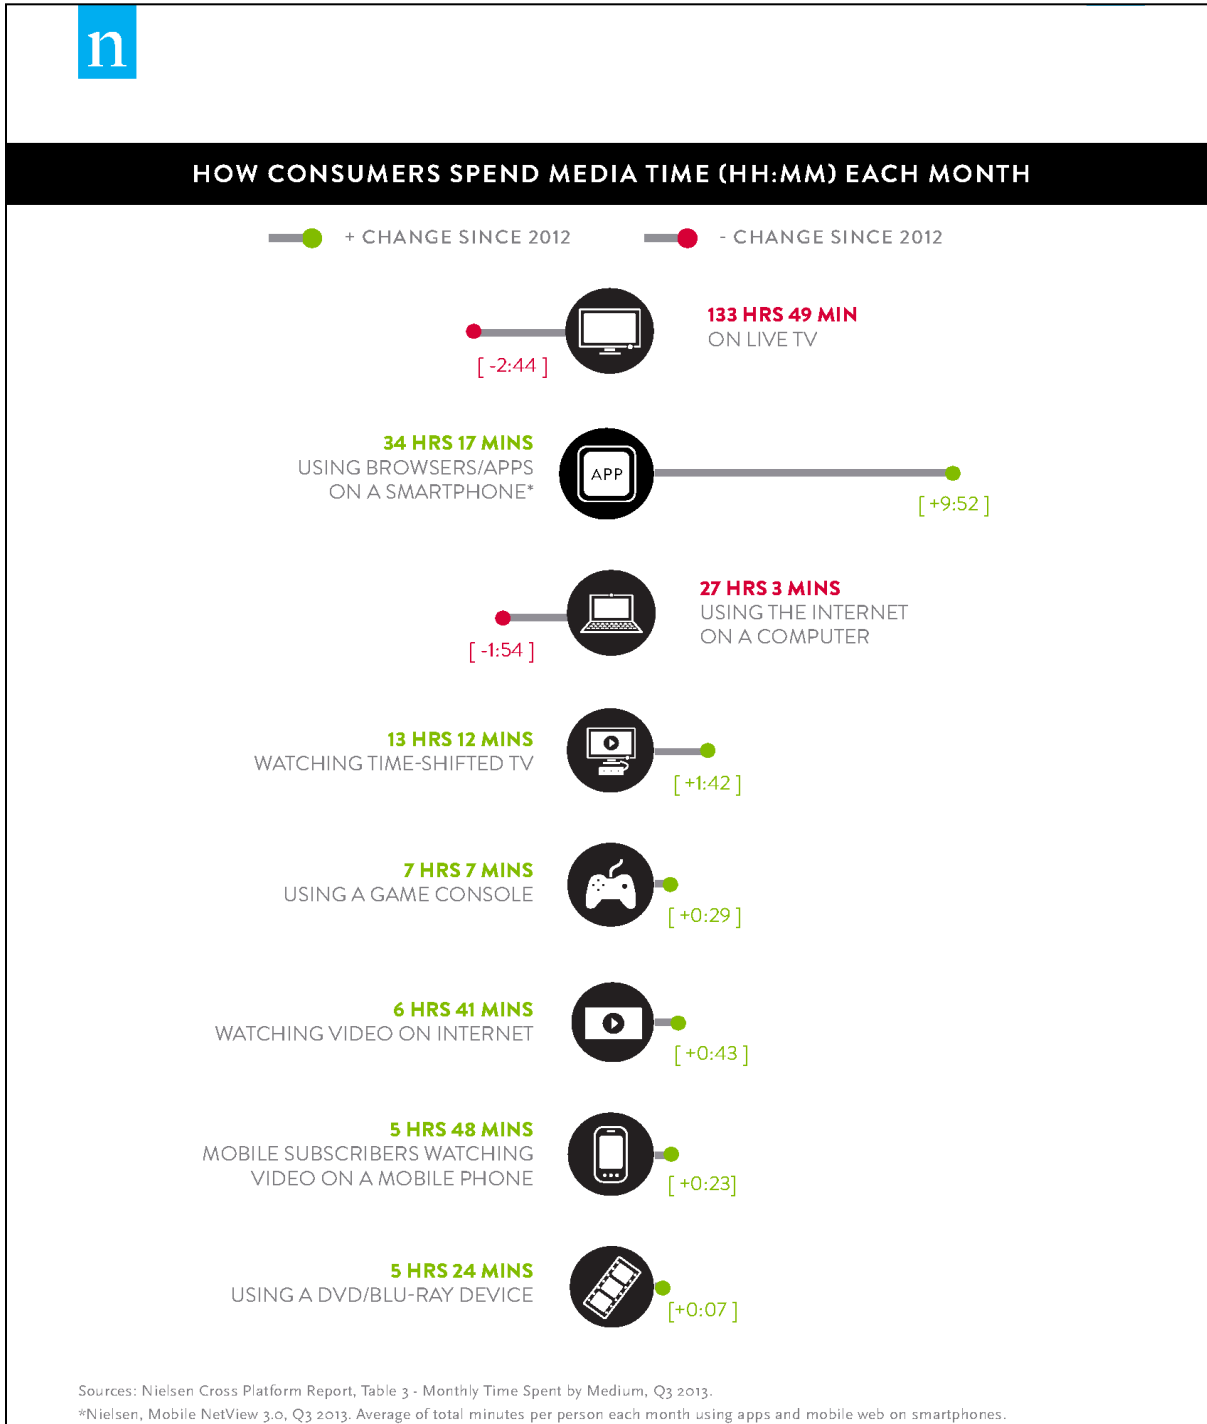 n
HOW CONSUMERS SPEND MEDIA TIME (HH:MM) EACH MONTH
+ CHANGE SINCE 2012
- CHANGE SINCE 2012
133 HRS 49 MIN
ON LIVE TV
[ -2:44 ]
34 HRS 17 MINS
USING BROWSERS/APPS
ON A SMARTPHONE*
APP
[ +9:52 ]
27 HRS 3 MINS
USING THE INTERNET
ON A COMPUTER
[ -1:54 ]
13 HRS 12 MINS
WATCHING TIME-SHIFTED TV
[ +1:42 ]
7 HRS 7 MINS
USING A GAME CONSOLE
[ +0:29 ]
6 HRS 41 MINS
WATCHING VIDEO ON INTERNET
[ +0:43 ]
5 HRS 48 MINS
MOBILE SUBSCRIBERS WATCHING
VIDEO ON A MOBILE PHONE
[ +0:23]
5 HRS 24 MINS
USING A DVD/BLU-RAY DEVICE
[+0:07 ]
Sources: Nielsen Cross Platform Report, Table 3 - Monthly Time Spent by Medium, Q3 2013.
*Nielsen, Mobile NetView 3.0, Q3 2013. Average of total minutes per person each month using apps and mobile web on smartphones.